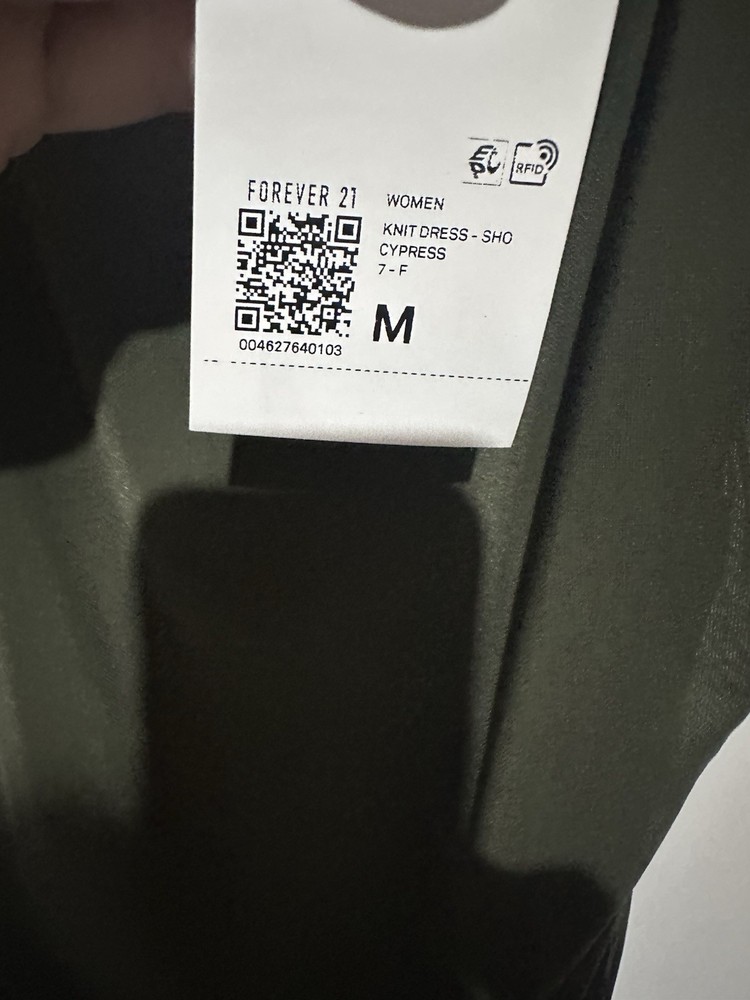 RFID
FOREVER 21
WOMEN
KNIT DRESS - SHO
CYPRESS
7 - F
M
004627640103